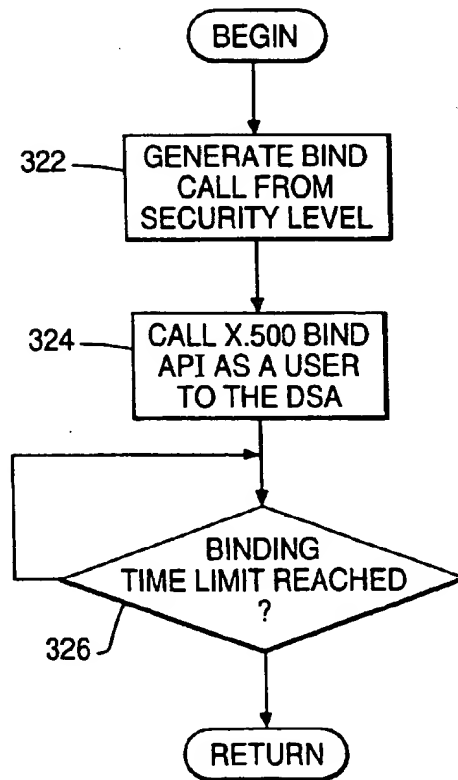 BEGIN
322
GENERATE BIND
CALL FROM
SECURITY LEVEL
324
CALL X.500 BIND
API AS A USER
TO THE DSA
BINDING
TIME LIMIT REACHED
?
326
RETURN